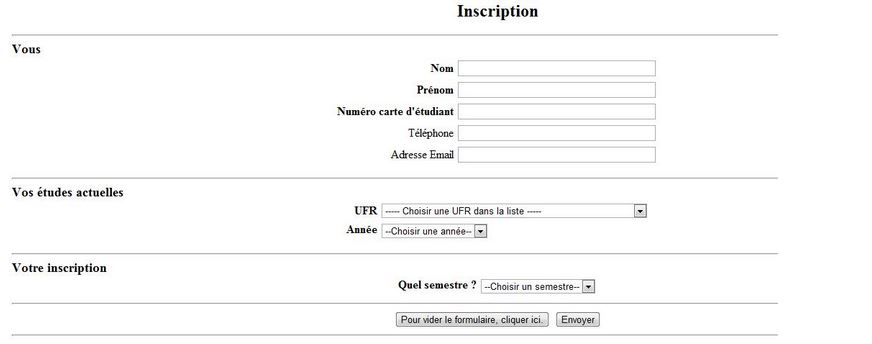 Inscription
Vous
Nom
Prénom
Numéro carte d'étudiant
Téléphone
Adresse Email
Vos études actuelles
UFR ----- Choisir une UFR dans la liste -----
Année --Choisir une année--
Votre inscription
Quel semestre ? --Choisir un semestre--
Pour vider le formulaire, cliquer ici. Envoyer